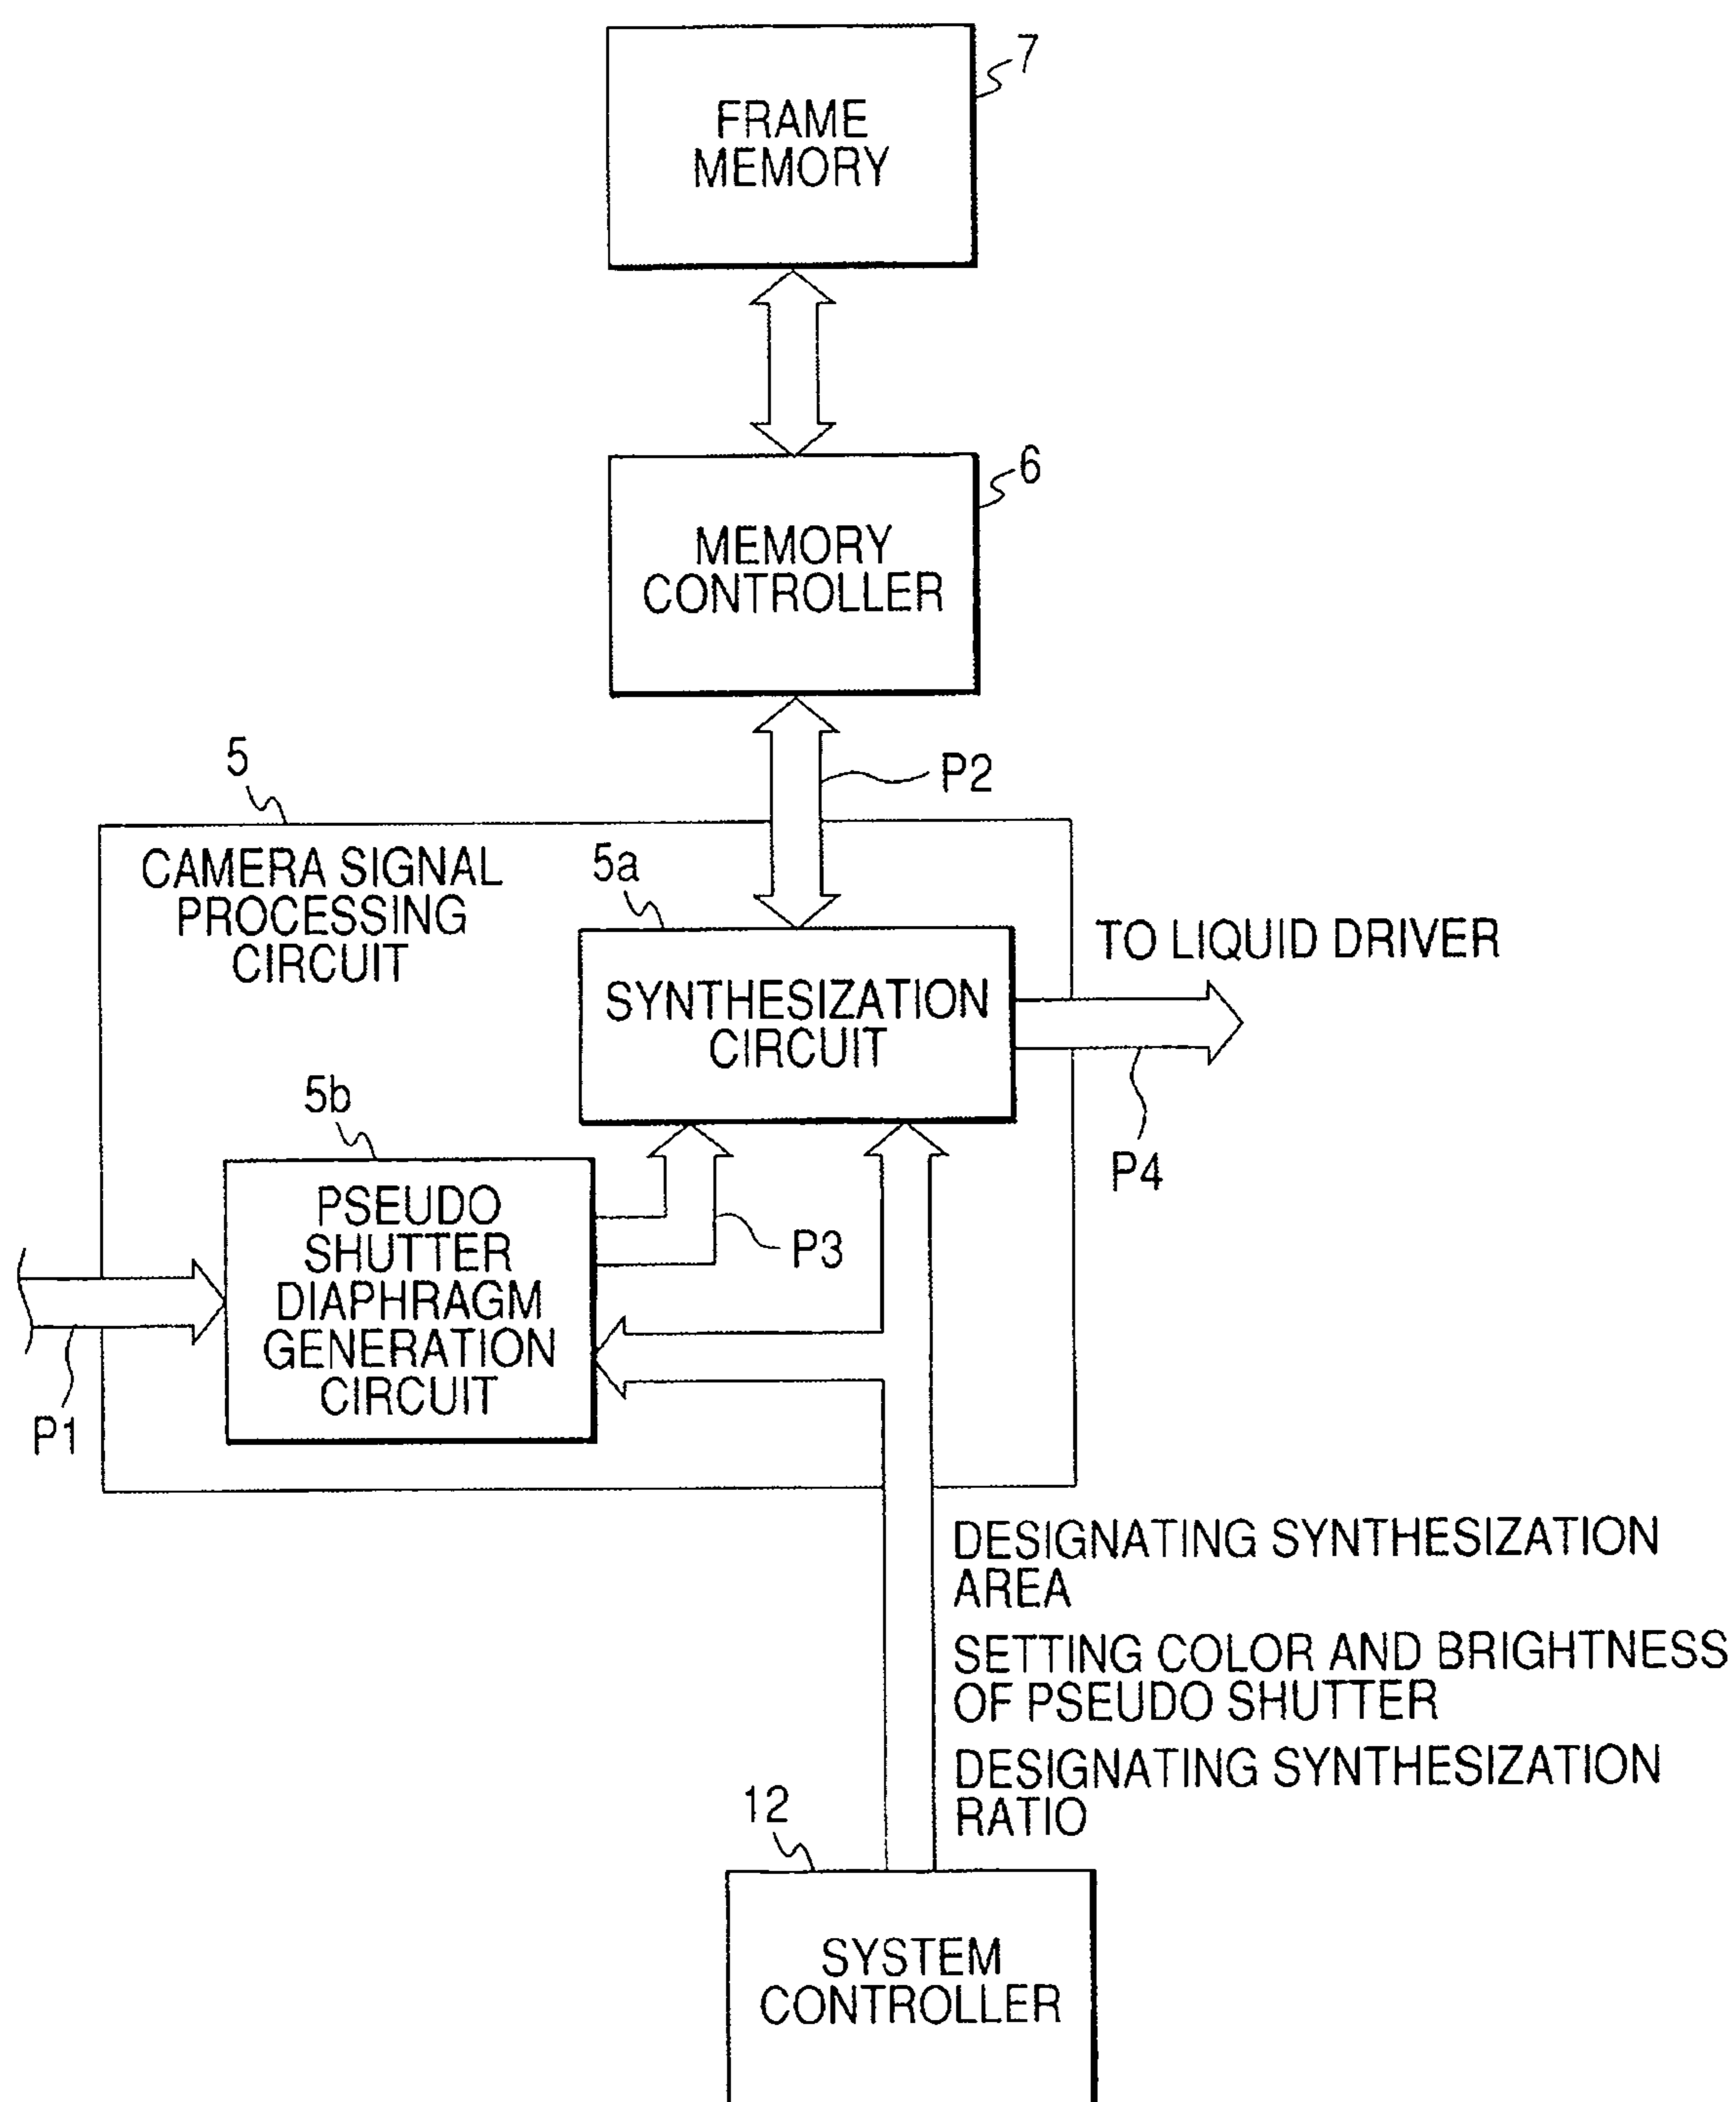 7
FRAME
MEMORY
6
MEMORY
CONTROLLER
P2
5
CAMERA SIGNAL
PROCESSING
CIRCUIT
5a
SYNTHESIZATION
CIRCUIT
TO LIQUID DRIVER
P4
5b
PSEUDO
SHUTTER
DIAPHRAGM
GENERATION
CIRCUIT
P3
P1
DESIGNATING SYNTHESIZATION
AREA
SETTING COLOR AND BRIGHTNESS
OF PSEUDO SHUTTER
DESIGNATING SYNTHESIZATION
RATIO
12
SYSTEM
CONTROLLER